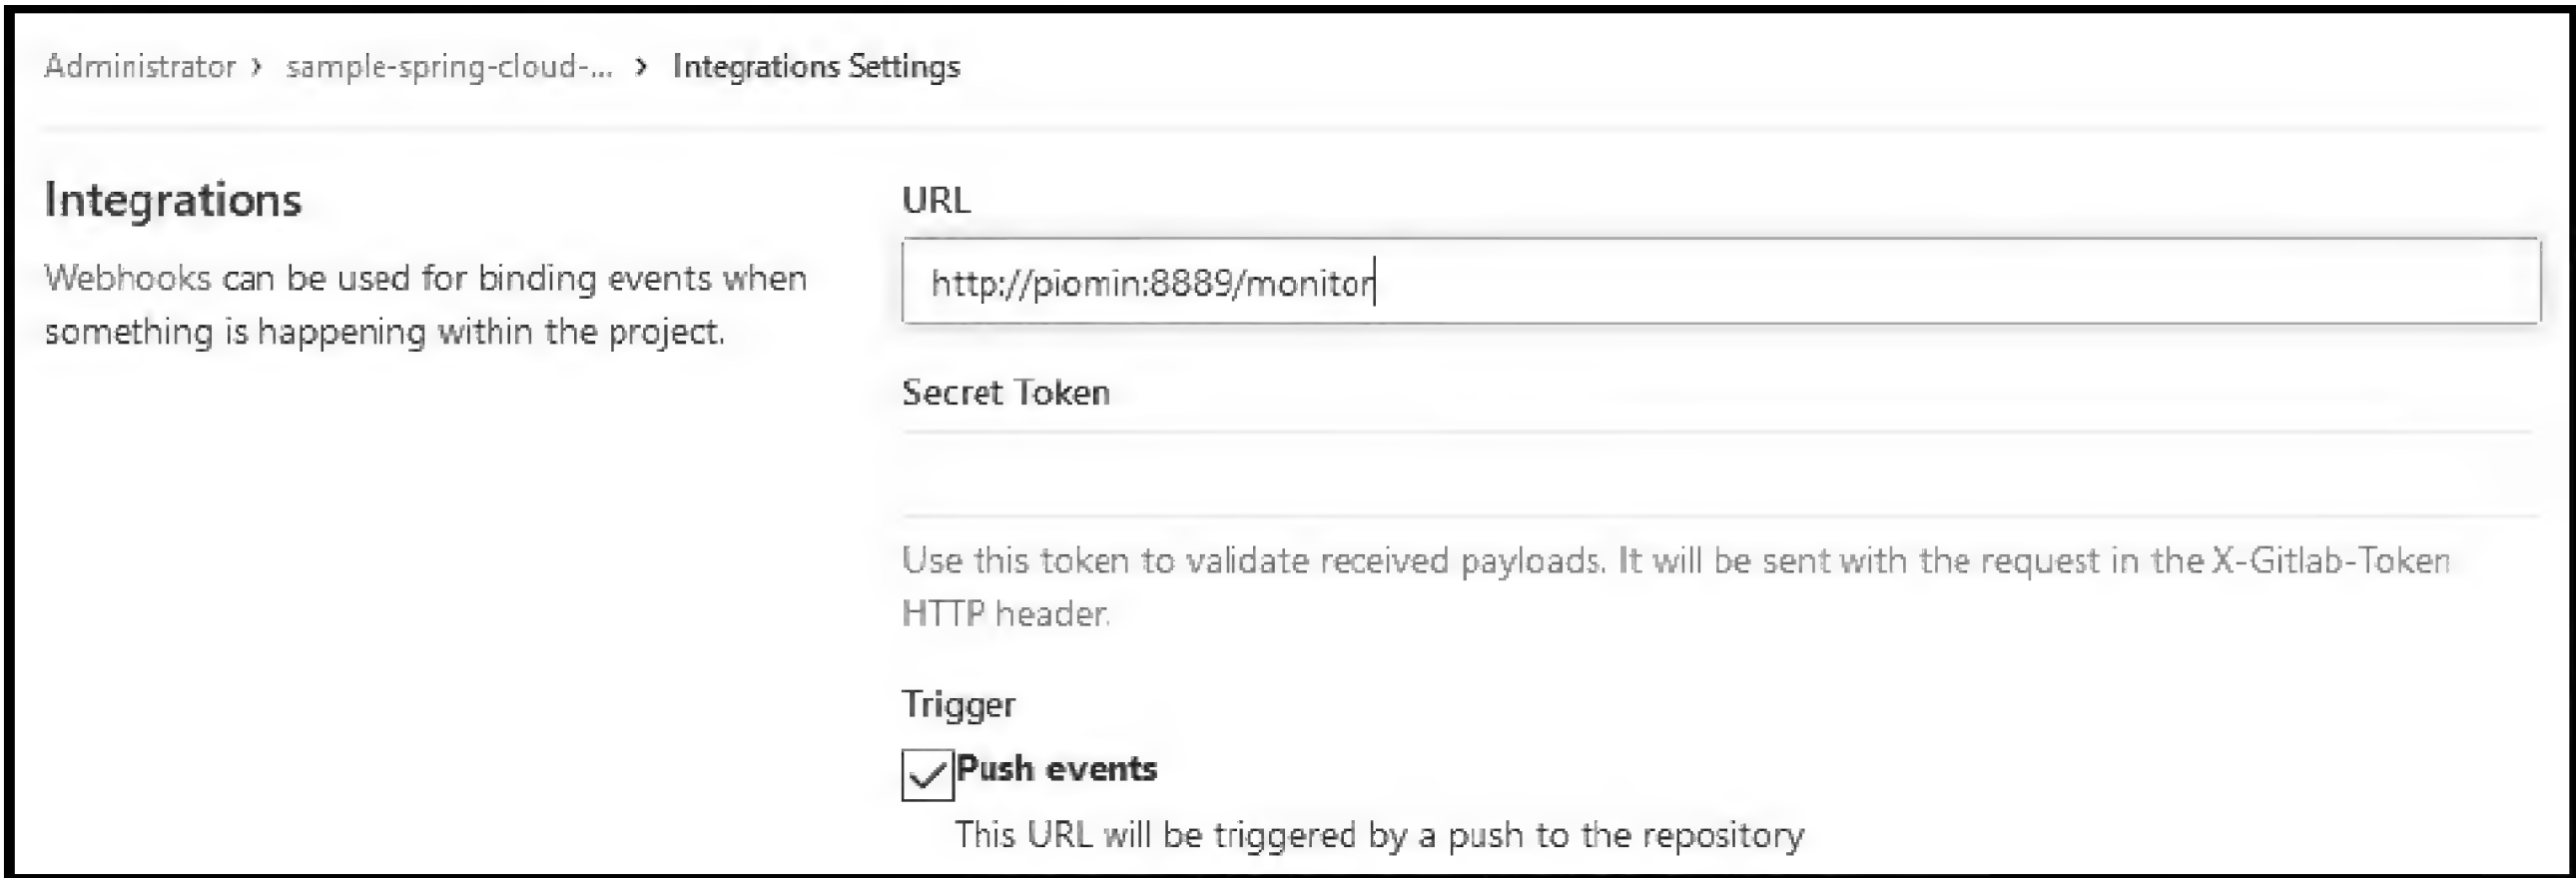 Administrator > sample-spring-cloud-... > Integrations Settings
Integrations
Webhooks can be used for binding events when
something is happening within the project.
URL
http://piomin:8889/monitor
Secret Token
Use this token to validate received payloads. It will be sent with the request in the X-Gitlab-Token
HTTP header.
Trigger
Push events
This URL will be triggered by a push to the repository